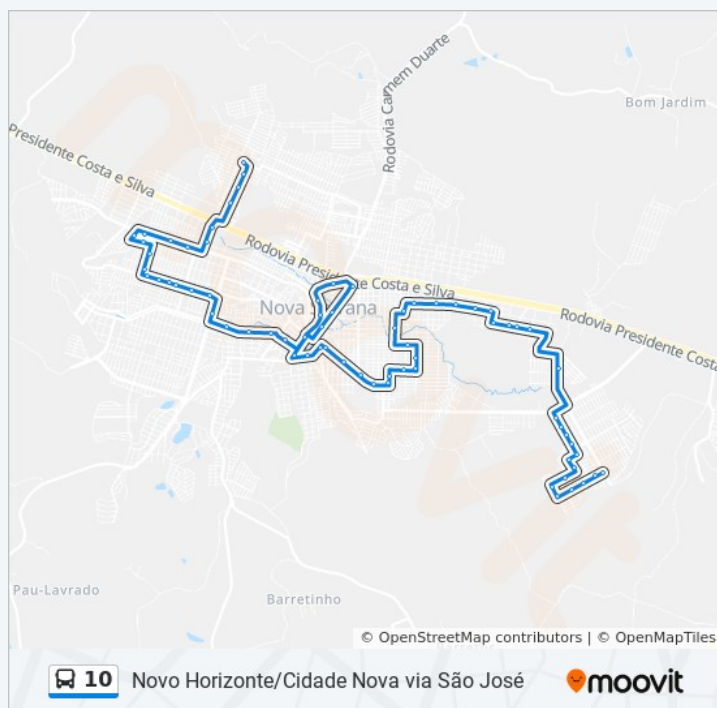 Bom Jardim
Rodovia Carmem Duarte
Presidente Costa e Silva
Rodovia Presidente Costa e Silva
Nova Serrana
Rodovia Presidente Costa
Pau-Lavrado
Barretinho
© OpenStreetMap contributors | © OpenMapTiles
10 Novo Horizonte/Cidade Nova via São José
moovit